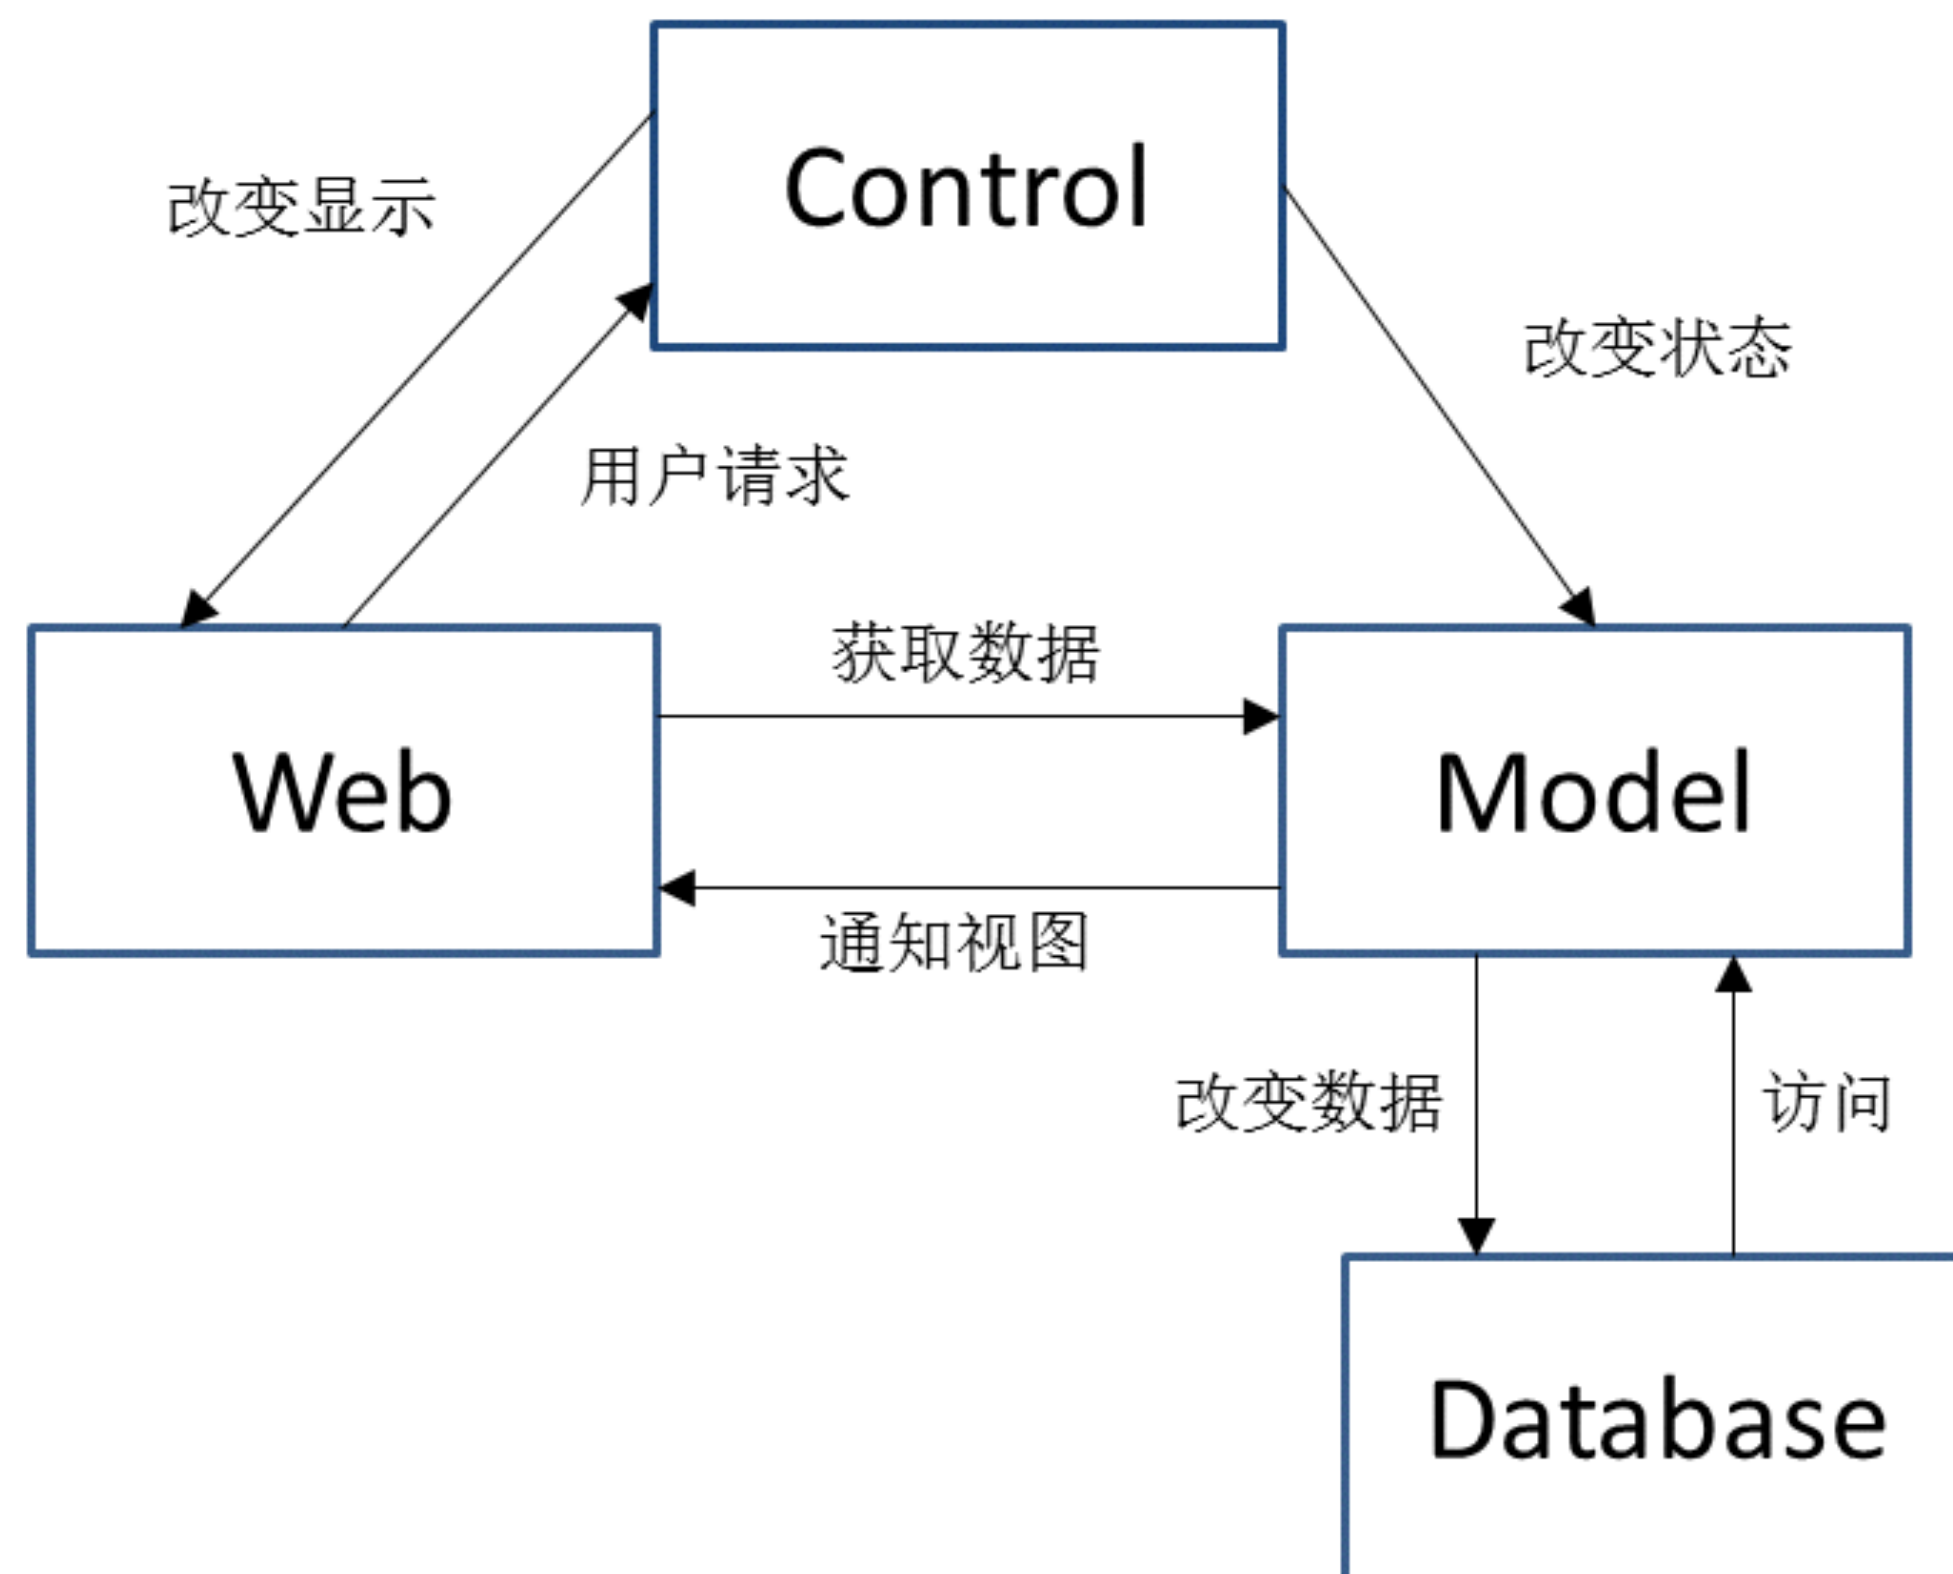 Control
改变显示
改变状态
用户请求
获取数据
Web
Model
通知视图
改变数据
访问
Database